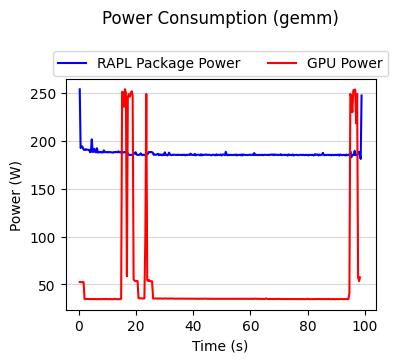 Power Consumption (gemm)
RAPL Package Power
GPU Power
250
200
150
100
50
Power (W)
0
20
40
60
80
100
Time (s)